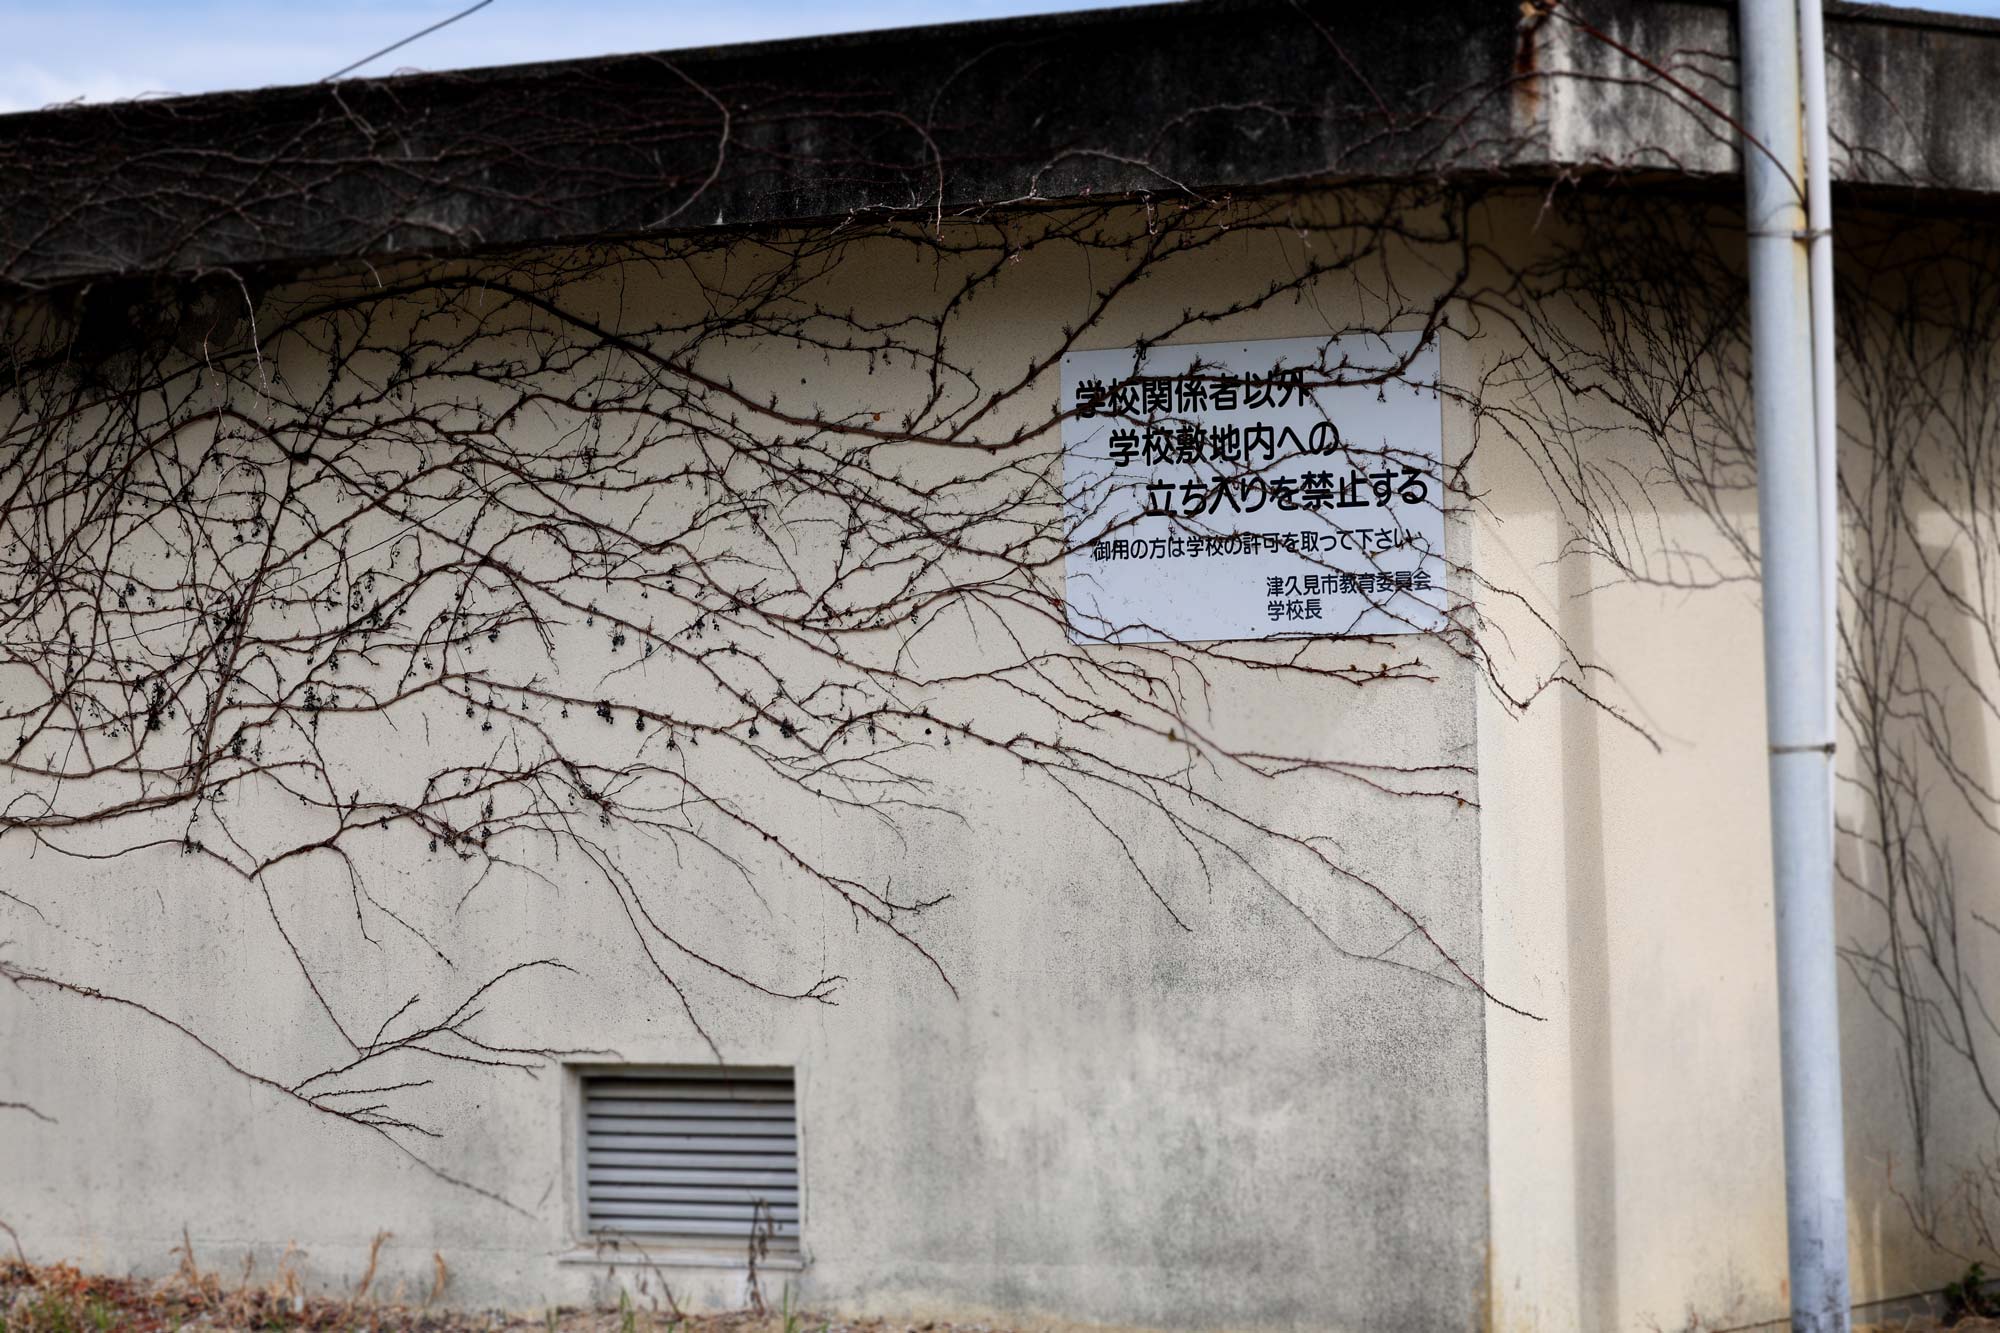 学校関係者以外
学校敷地内への
立ち入りを禁止する
御用の方は学校の許可を取って下さい
津久見市教育委員会
学校長